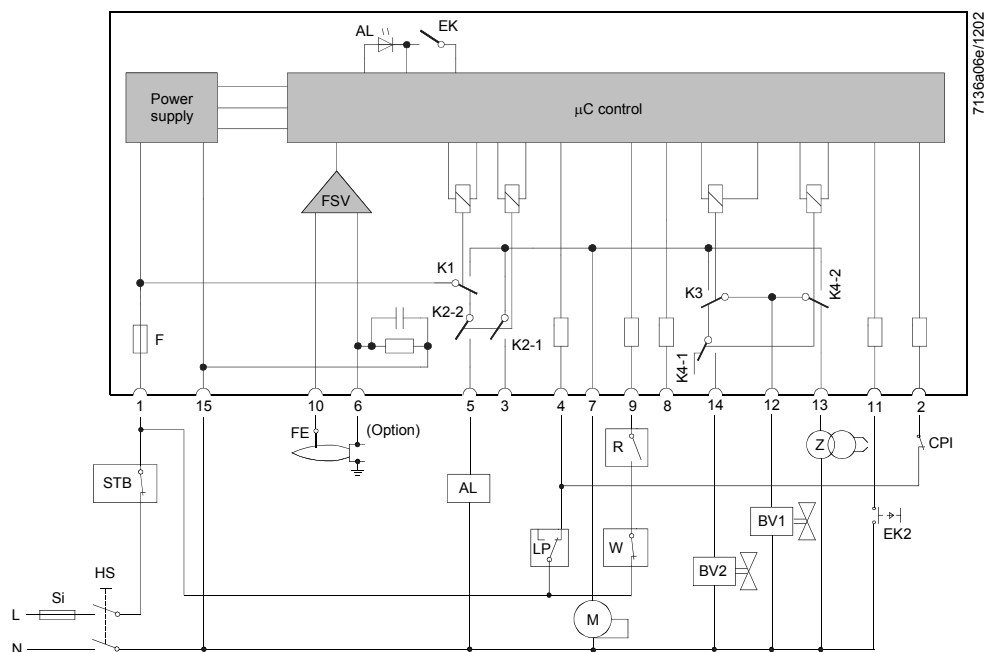 7136a06e/1202
AL
EK
Power
supply
µC control
FSV
K1
K2-2
K2-1
K3
K4-2
K4-1
F
1
15
10
6
5
3
4
7
9
8
14
12
13
11
2
FE
(Option)
STB
AL
R
Z
CPI
LP
W
BV1
BV2
EK2
HS
Si
L
M
N